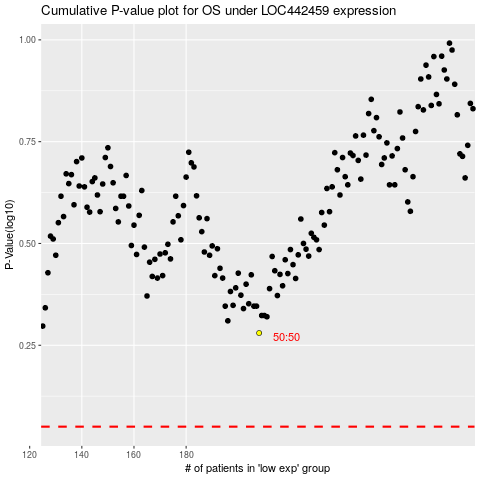 Cumulative P-value plot for OS under LOC442459 expression
P-Value(log10)
1.00
0.75
0.50
0.25
50:50
120 140 160 180
# of patients in 'low exp' group